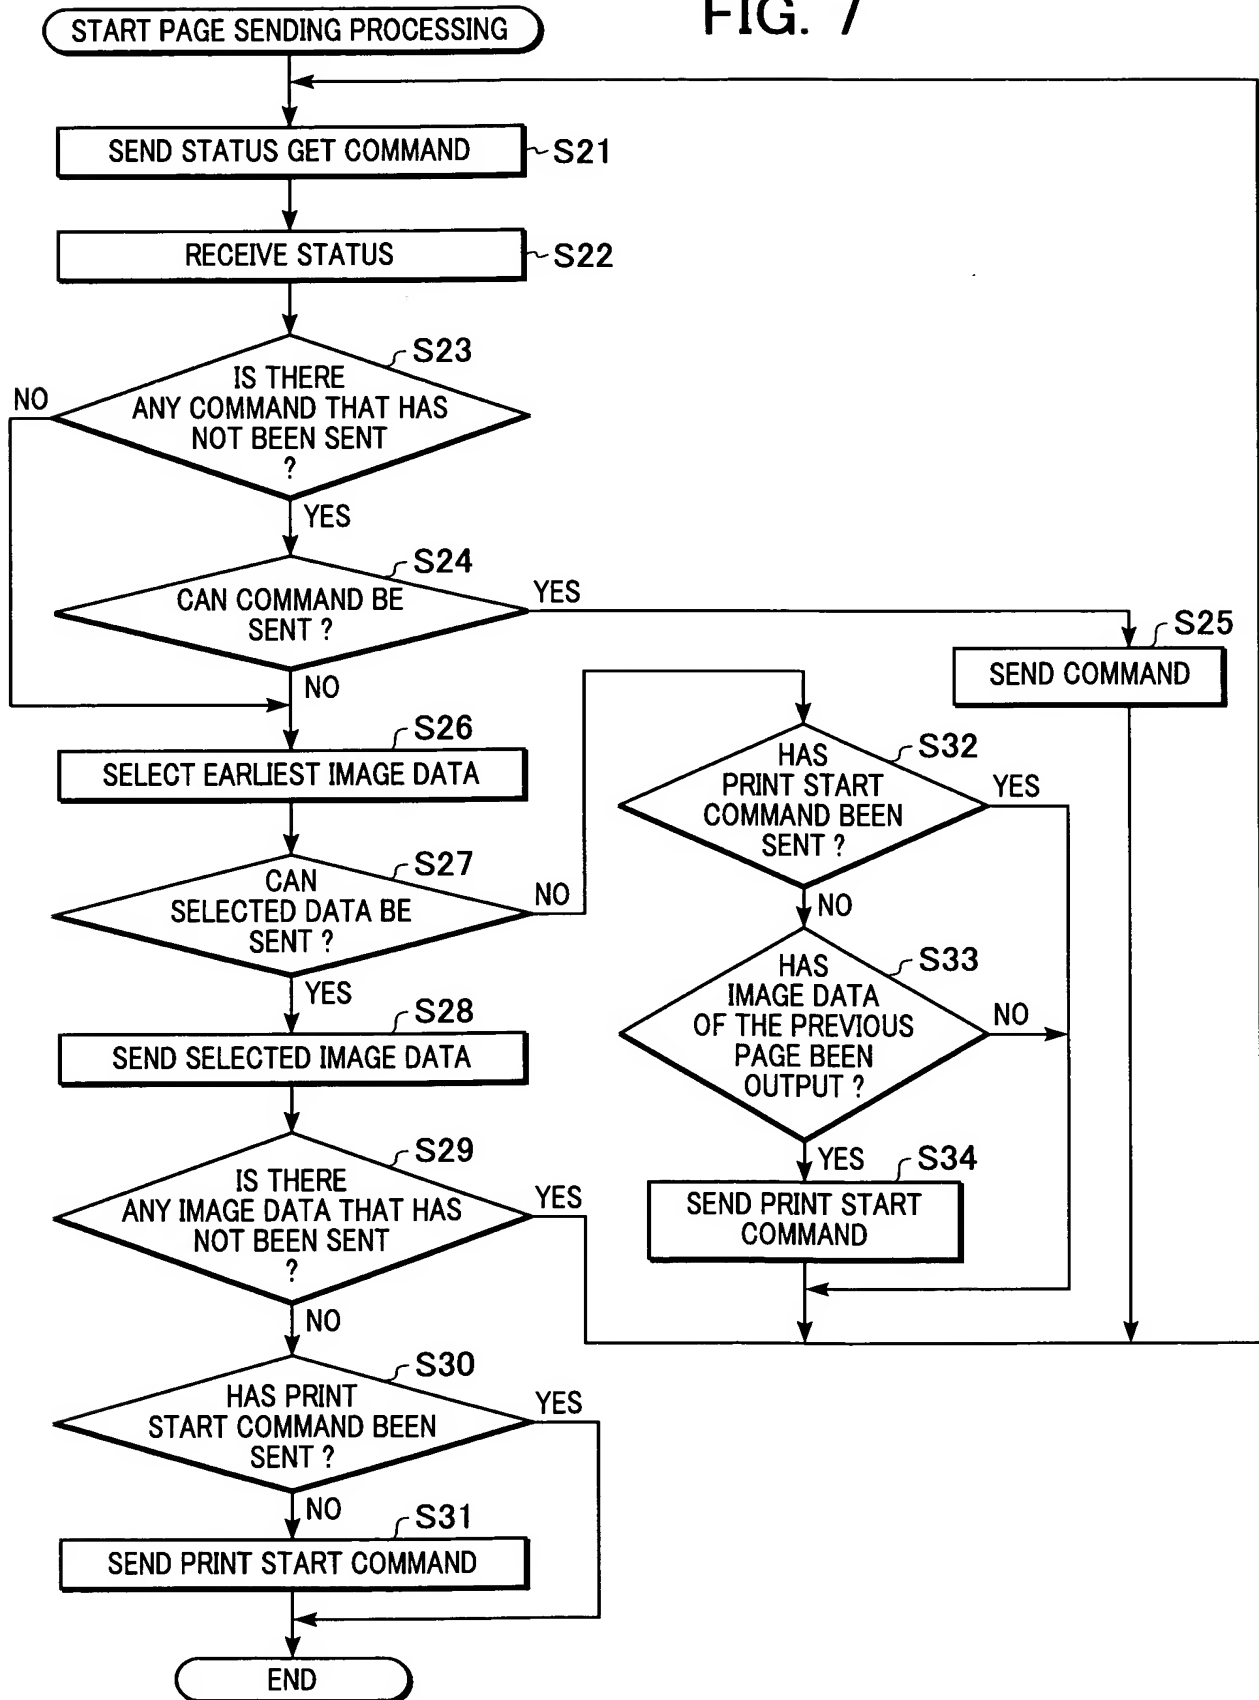 FIG. 7
START PAGE SENDING PROCESSING
SEND STATUS GET COMMAND
S21
RECEIVE STATUS
S22
S23
IS THERE
ANY COMMAND THAT HAS
NOT BEEN SENT
?
NO
YES
S24
CAN COMMAND BE
SENT ?
YES
NO
S25
SEND COMMAND
S26
SELECT EARLIEST IMAGE DATA
S27
CAN
SELECTED DATA BE
SENT ?
NO
YES
S28
SEND SELECTED IMAGE DATA
S29
IS THERE
ANY IMAGE DATA THAT HAS
NOT BEEN SENT
?
YES
NO
S30
HAS PRINT
START COMMAND BEEN
SENT ?
YES
NO
S31
SEND PRINT START COMMAND
END
S32
HAS
PRINT START
COMMAND BEEN
SENT ?
YES
NO
S33
HAS
IMAGE DATA
OF THE PREVIOUS
PAGE BEEN
OUTPUT ?
NO
YES
S34
SEND PRINT START
COMMAND